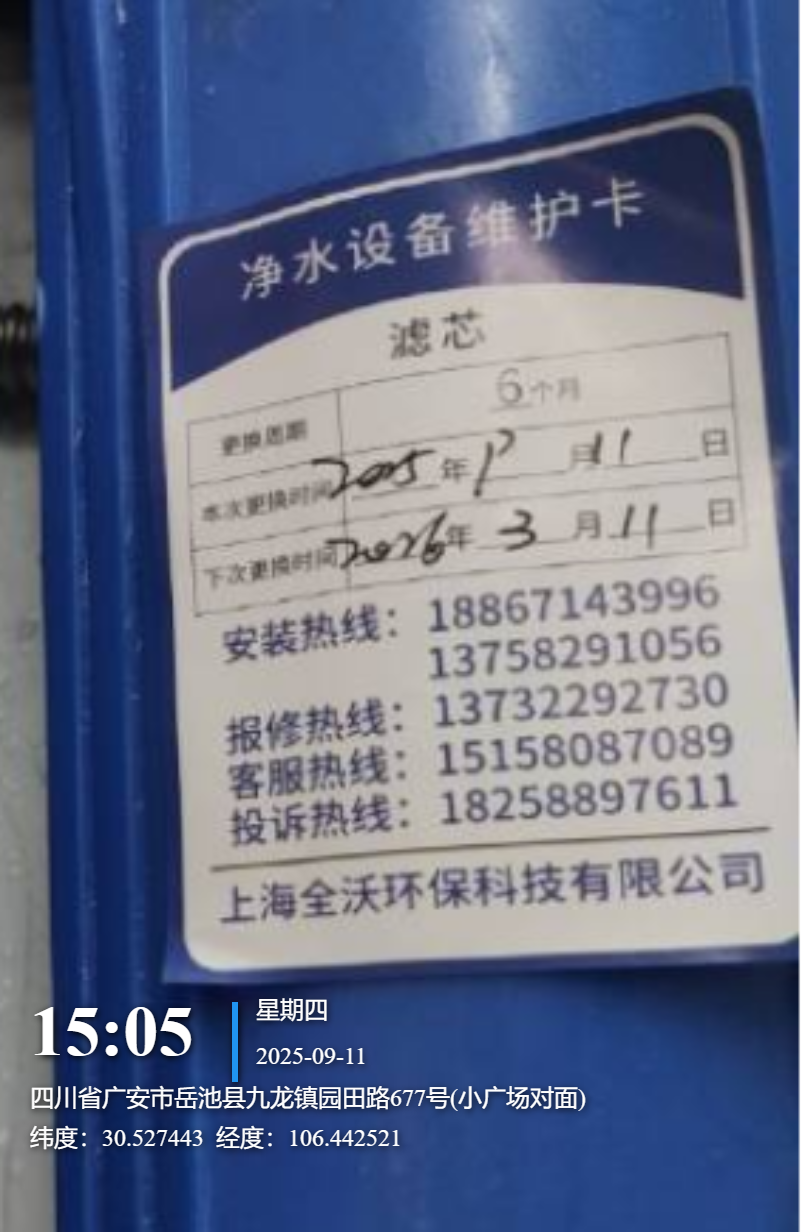 净水设备维护卡
滤芯
更换周期 6个月
本次更换时间 2025年9月11日
下次更换时间 2026年3月11日
安装热线：18867143996
13758291056
报修热线：13732292730
客服热线：15158087089
投诉热线：18258897611
上海全沃环保科技有限公司
15:05
星期四
2025-09-11
四川省广安市岳池县九龙镇园田路677号(小广场对面)
纬度：30.527443 经度：106.442521